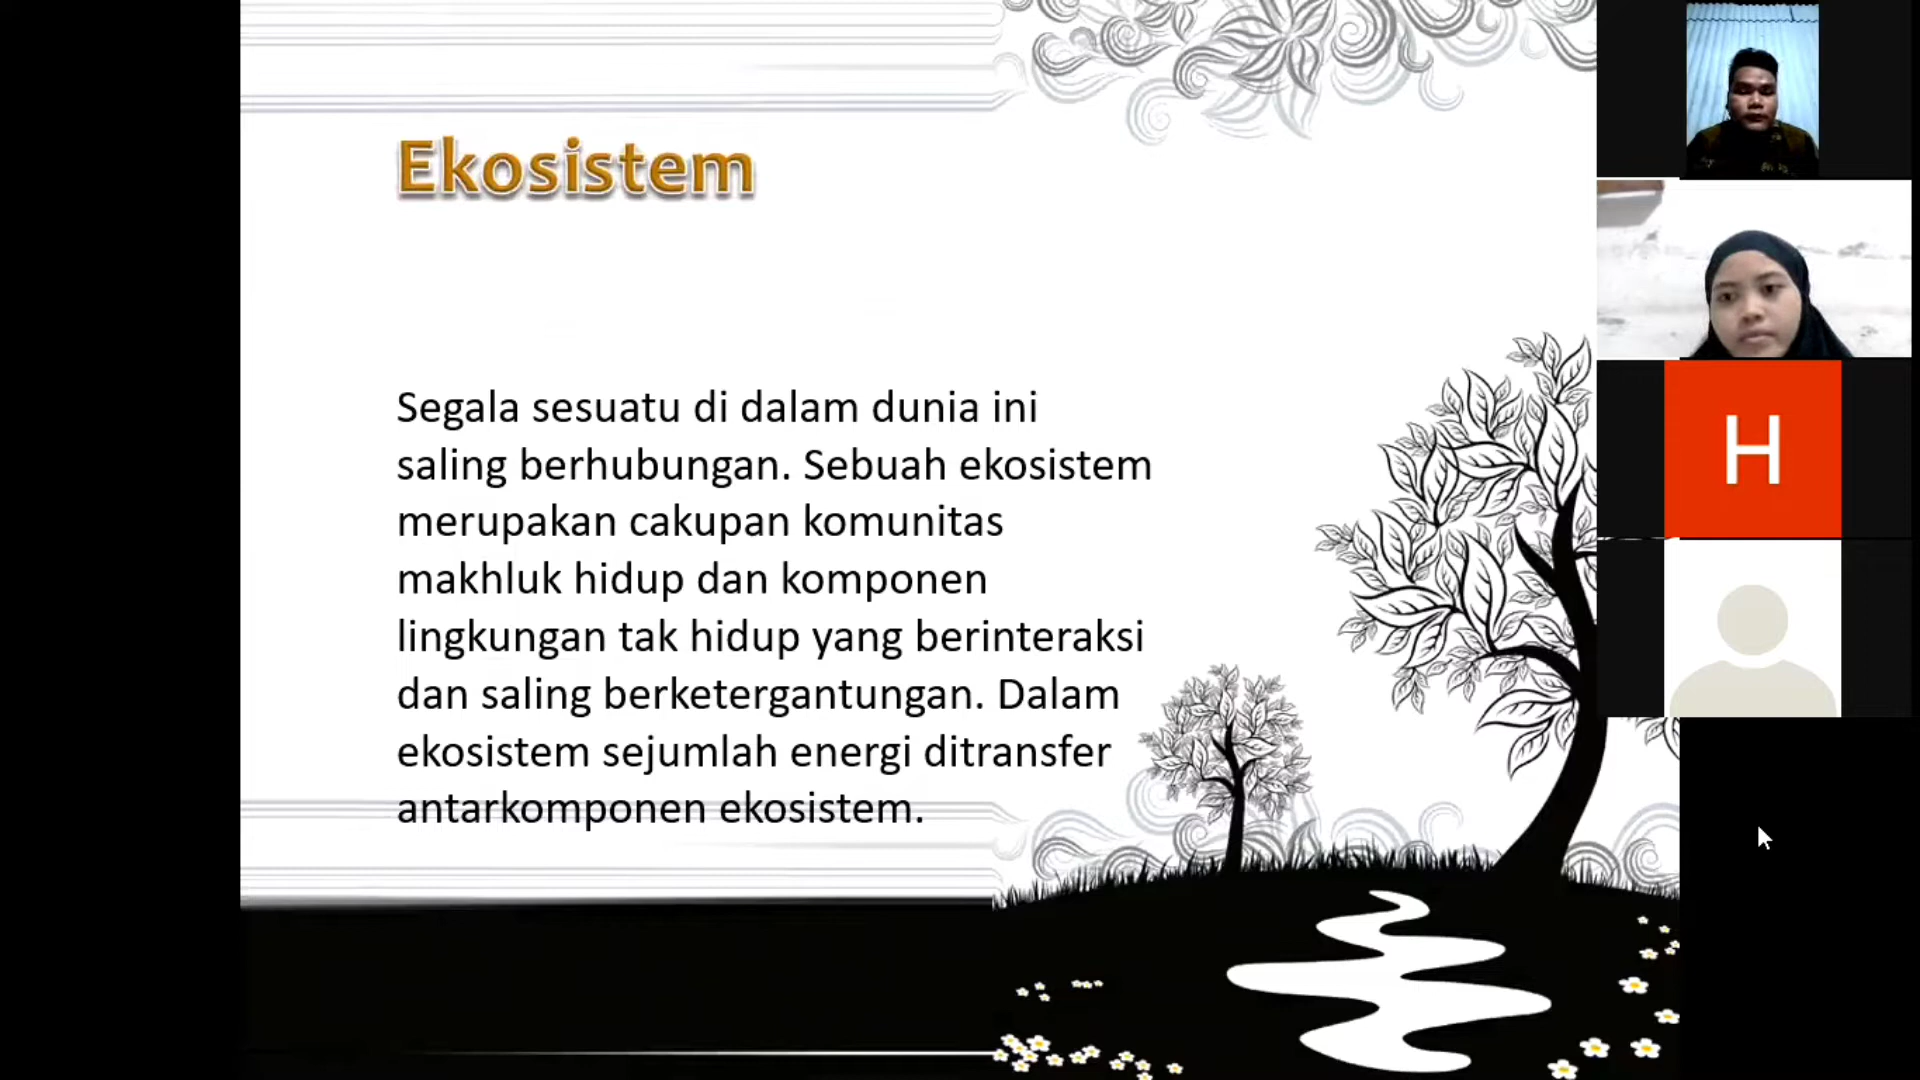 Ekosistem
Segala sesuatu di dalam dunia ini
saling berhubungan. Sebuah ekosistem
merupakan cakupan komunitas
makhluk hidup dan komponen
lingkungan tak hidup yang berinteraksi
dan saling berketergantungan. Dalam
ekosistem sejumlah energi ditransfer
antarkomponen ekosistem.
H